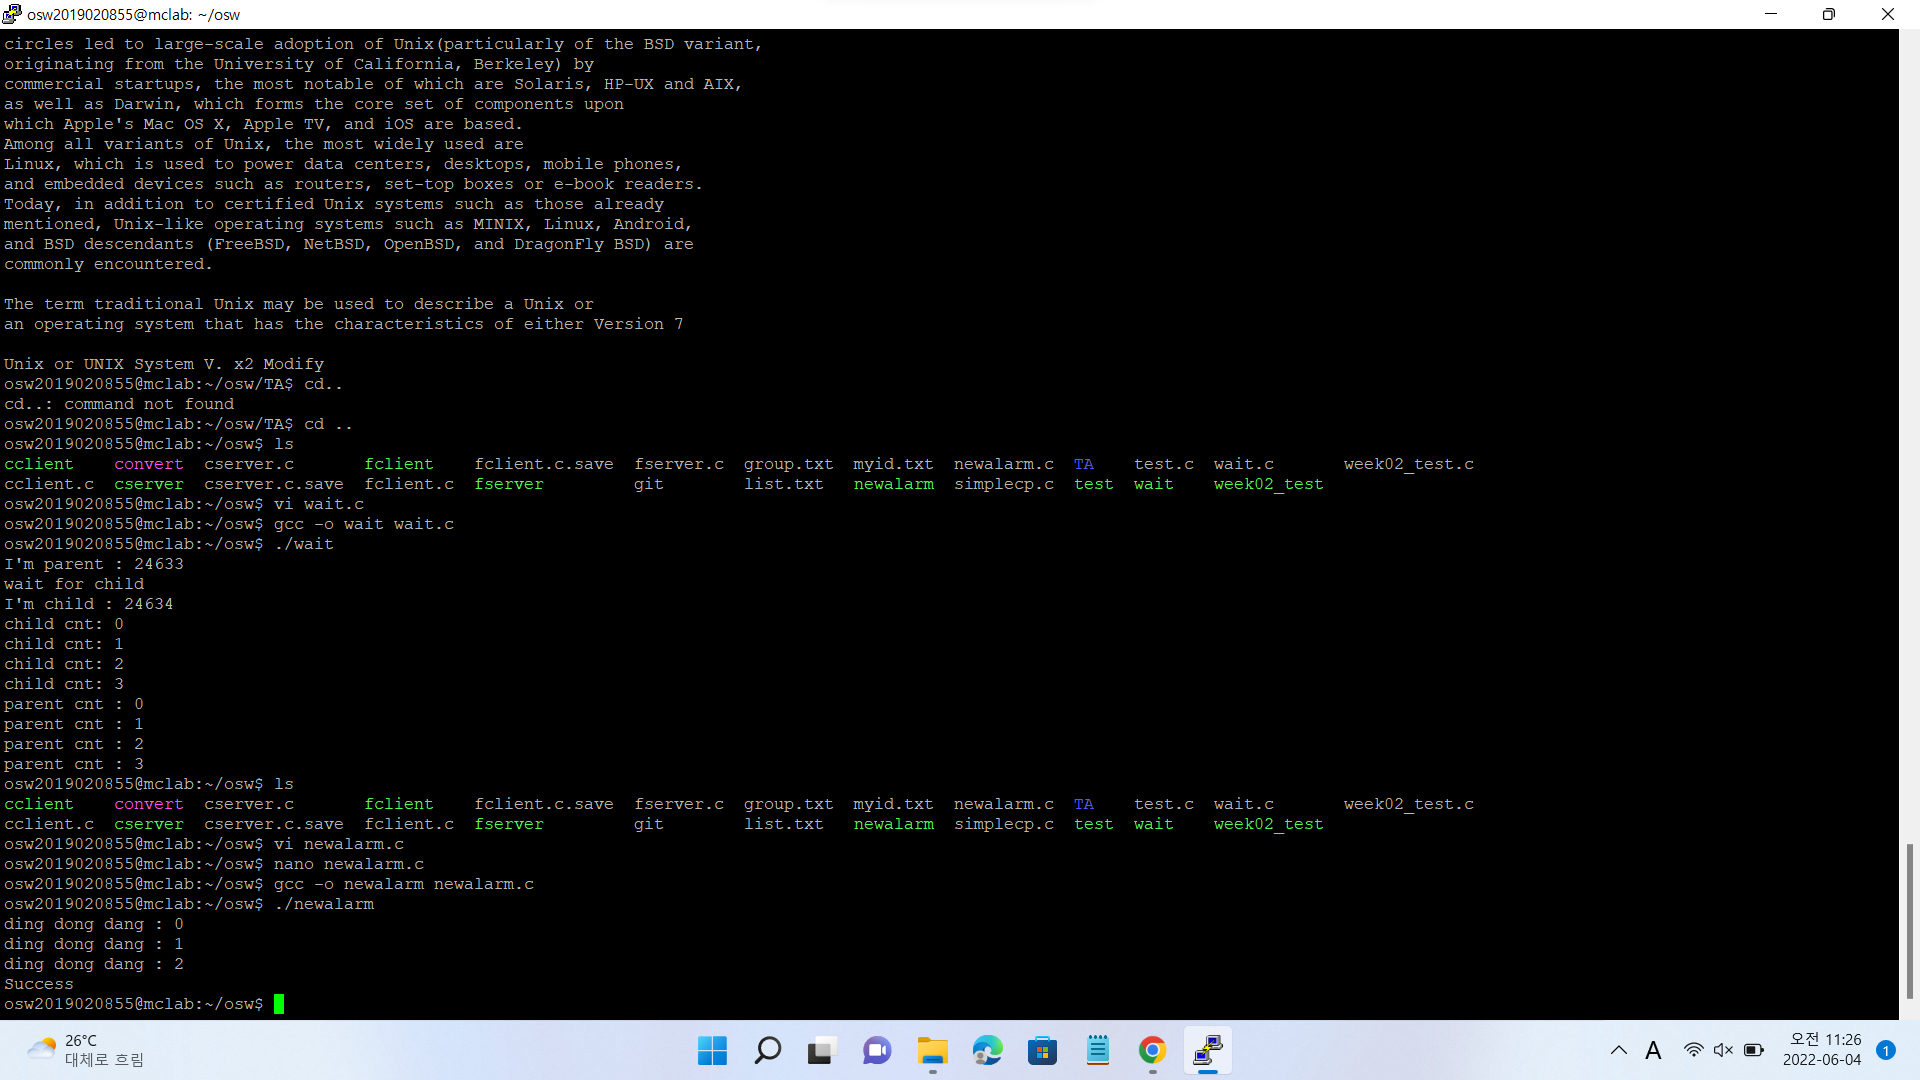 osw2019020855@mclab: ~/osw
circles led to large-scale adoption of Unix(particularly of the BSD variant,
originating from the University of California, Berkeley) by
commercial startups, the most notable of which are Solaris, HP-UX and AIX,
as well as Darwin, which forms the core set of components upon
which Apple's Mac OS X, Apple TV, and iOS are based.
Among all variants of Unix, the most widely used are
Linux, which is used to power data centers, desktops, mobile phones,
and embedded devices such as routers, set-top boxes or e-book readers.
Today, in addition to certified Unix systems such as those already
mentioned, Unix-like operating systems such as MINIX, Linux, Android,
and BSD descendants (FreeBSD, NetBSD, OpenBSD, and DragonFly BSD) are
commonly encountered.
The term traditional Unix may be used to describe a Unix or
an operating system that has the characteristics of either Version 7
Unix or UNIX System V. x2 Modify
osw2019020855@mclab:~/osw/TA$ cd..
cd..: command not found
osw2019020855@mclab:~/osw/TA$ cd ..
osw2019020855@mclab:~/osw$ ls
cclient convert cserver.c fclient fclient.c.save fserver.c group.txt myid.txt newalarm.c TA test.c wait.c week02_test.c
cclient.c cserver cserver.c.save fclient.c fserver git list.txt newalarm simplecp.c test wait week02_test
osw2019020855@mclab:~/osw$ vi wait.c
osw2019020855@mclab:~/osw$ gcc -o wait wait.c
osw2019020855@mclab:~/osw$ ./wait
I'm parent : 24633
wait for child
I'm child : 24634
child cnt: 0
child cnt: 1
child cnt: 2
child cnt: 3
parent cnt : 0
parent cnt : 1
parent cnt : 2
parent cnt : 3
osw2019020855@mclab:~/osw$ ls
cclient convert cserver.c fclient fclient.c.save fserver.c group.txt myid.txt newalarm.c TA test.c wait.c week02_test.c
cclient.c cserver cserver.c.save fclient.c fserver git list.txt newalarm simplecp.c test wait week02_test
osw2019020855@mclab:~/osw$ vi newalarm.c
osw2019020855@mclab:~/osw$ nano newalarm.c
osw2019020855@mclab:~/osw$ gcc -o newalarm newalarm.c
osw2019020855@mclab:~/osw$ ./newalarm
ding dong dang : 0
ding dong dang : 1
ding dong dang : 2
Success
osw2019020855@mclab:~/osw$
26°C
대체로 흐림
A
오전 11:26
2022-06-04
1